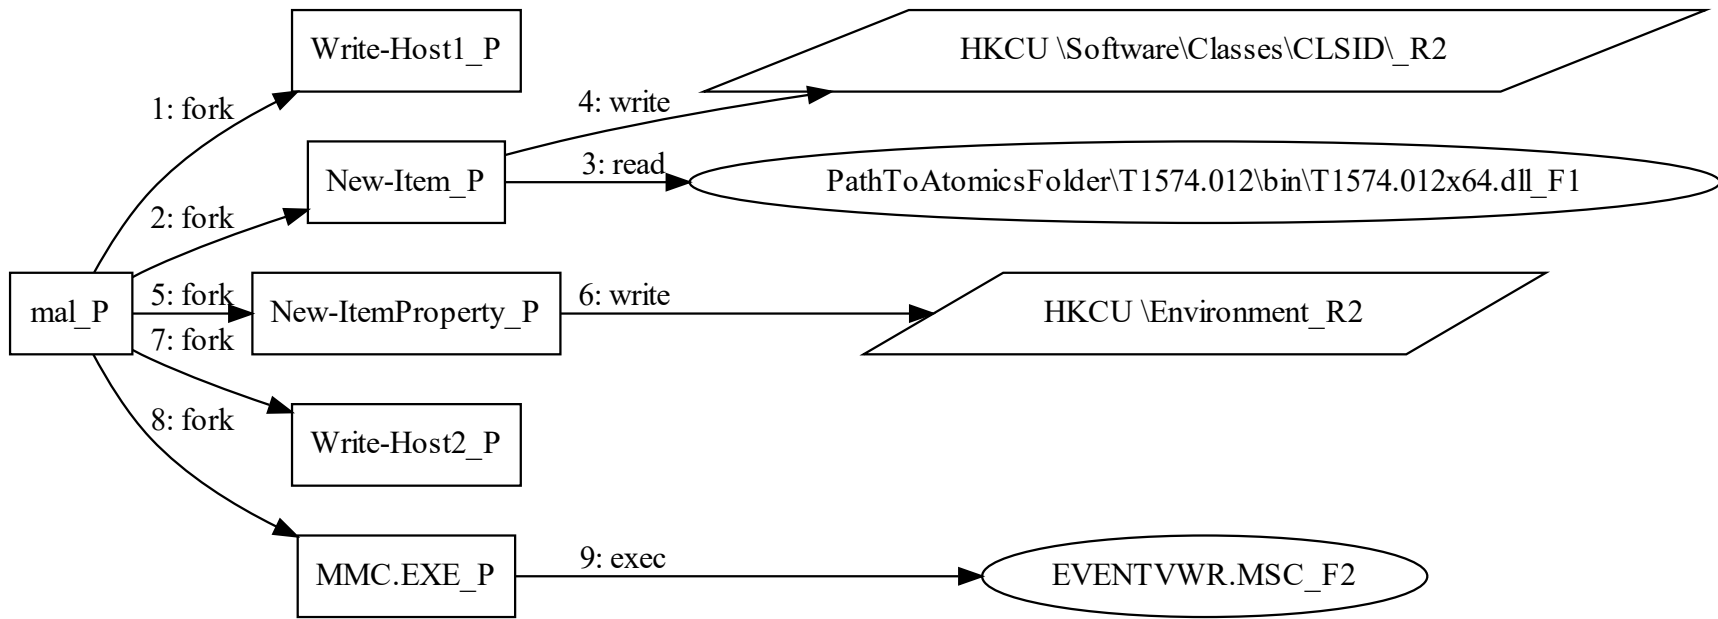 Write-Host1_P
HKCU \Software\Classes\CLSID\_R2
1: fork
4: write
New-Item_P
3: read
PathToAtomicsFolder\T1574.012\bin\T1574.012x64.dll_F1
2: fork
mal_P
5: fork
New-ItemProperty_P
6: write
HKCU \Environment_R2
7: fork
Write-Host2_P
8: fork
MMC.EXE_P
9: exec
EVENTVWR.MSC_F2